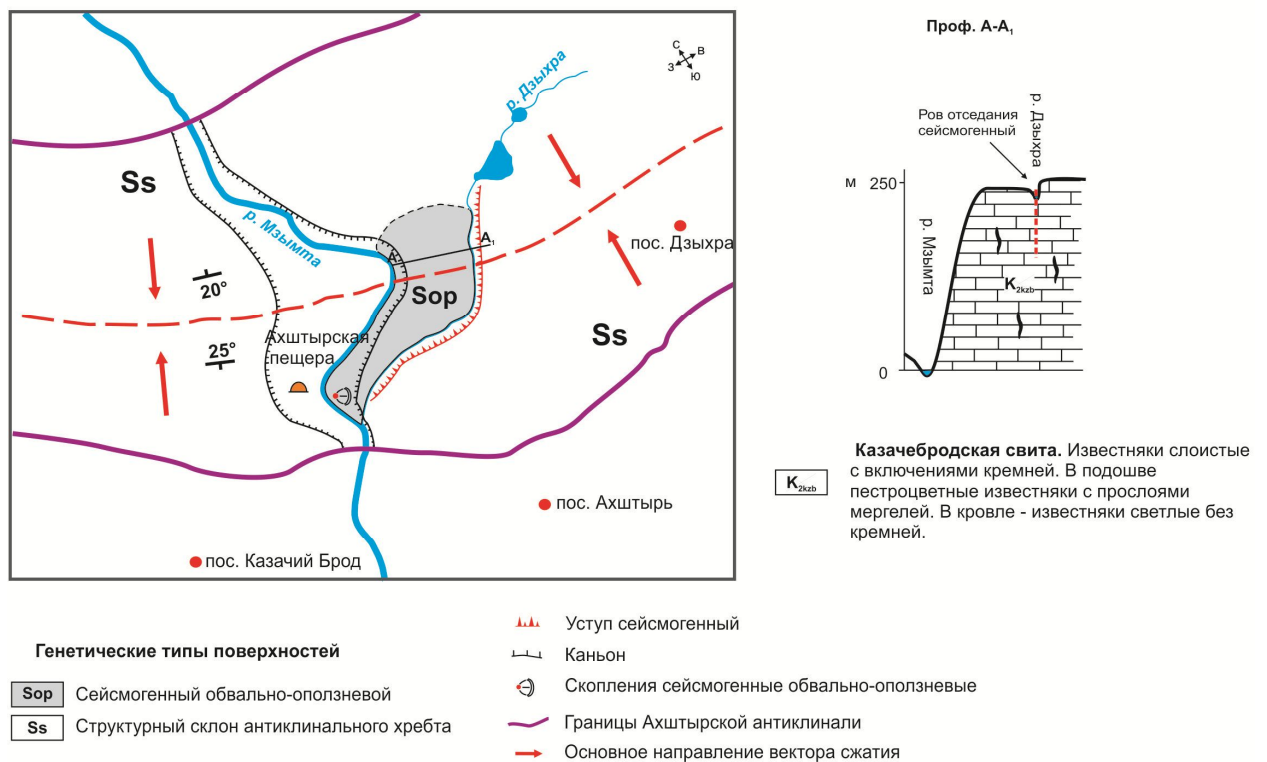 с
в
з
ю
р. Дзыхра
Ss
р. Мзымта
пос. Дзыхра
20°
A
A1
Sop
Ss
25°
Ахштырская
пещера
пос. Ахштырь
пос. Казачий Брод
Проф. А-А1
р. Дзыхра
Ров отседания
сейсмогенный
м 250
р. Мзымта
K2kzb
0
K2kzb
Казачебродская свита. Известняки слоистые
с включениями кремней. В подошве
пестроцветные известняки с прослоями
мергелей. В кровле - известняки светлые без
кремней.
Генетические типы поверхностей
Sop Сейсмогенный обвально-оползневой
Ss Структурный склон антиклинального хребта
Уступ сейсмогенный
Каньон
Скопления сейсмогенные обвально-оползневые
Границы Ахштырской антиклинали
Основное направление вектора сжатия